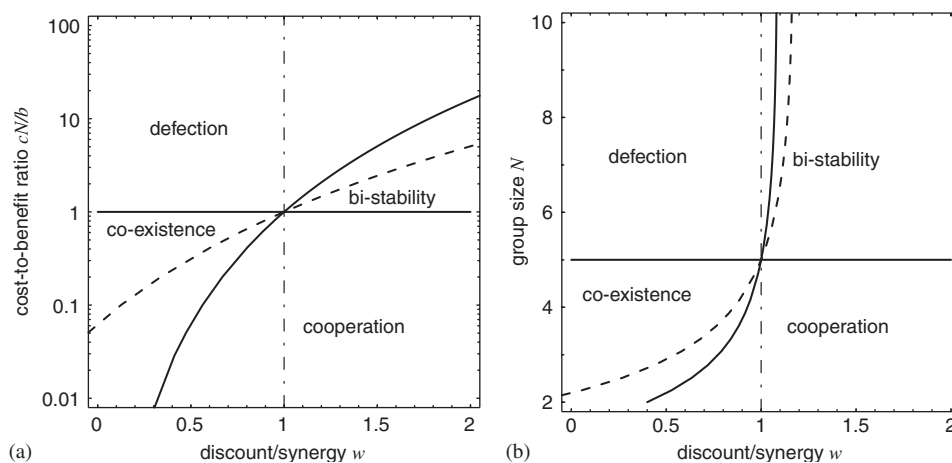 100
10
1
0.1
0.01
cost-to-benefit ratio cN/b
defection
bi-stability
co-existence
cooperation
0
0.5
1
1.5
2
(a)
discount/synergy w
10
8
6
4
2
group size N
defection
bi-stability
co-existence
cooperation
0
0.5
1
1.5
2
(b)
discount/synergy w